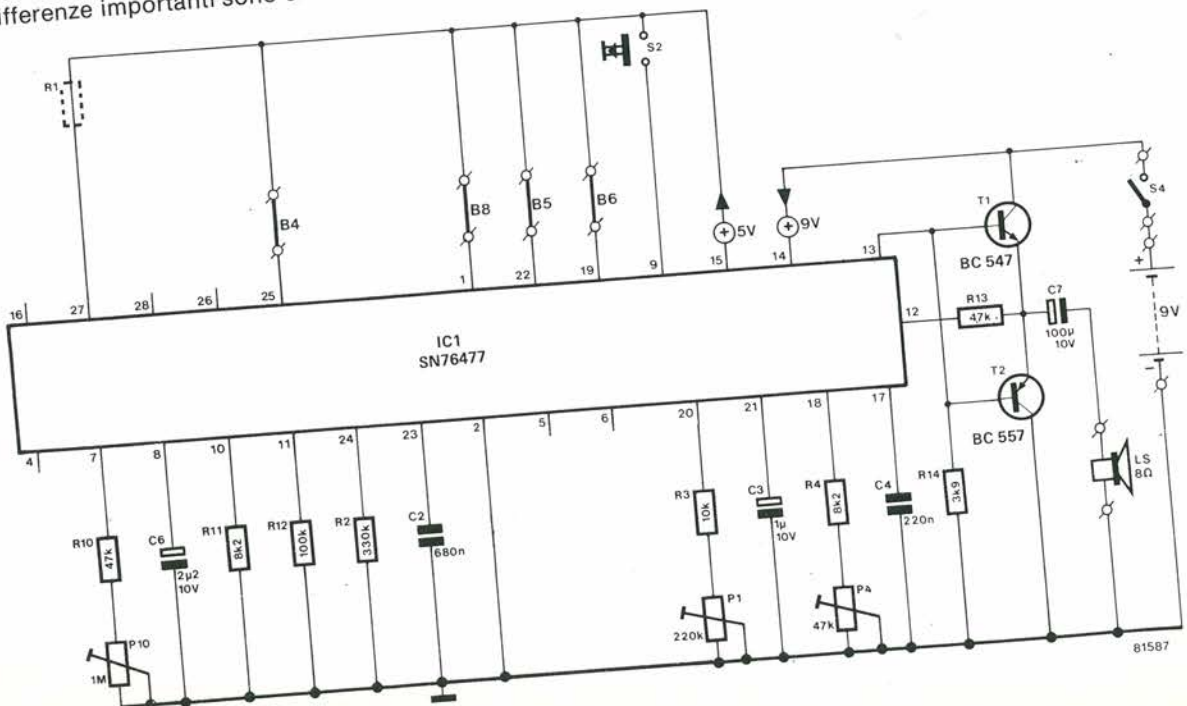 ifferenze importanti sono
R1
S2
B4
B8
B5
B6
5V
9V
S4
T1
BC 547
+
9V
-
16
27
28
26
25
1
22
19
9
15
14
13
12
IC1
SN76477
R13
4,7k
C7
100µ
10V
T2
BC 557
4
7
8
10
11
24
23
2
5
6
20
21
18
17
R10
47k
C6
2µ2
10V
R11
8k2
R12
100k
R2
330k
C2
680n
R3
10k
C3
1µ
10V
R4
8k2
C4
220n
R14
3k9
LS
8Ω
P10
1M
P1
220k
P4
47k
81587